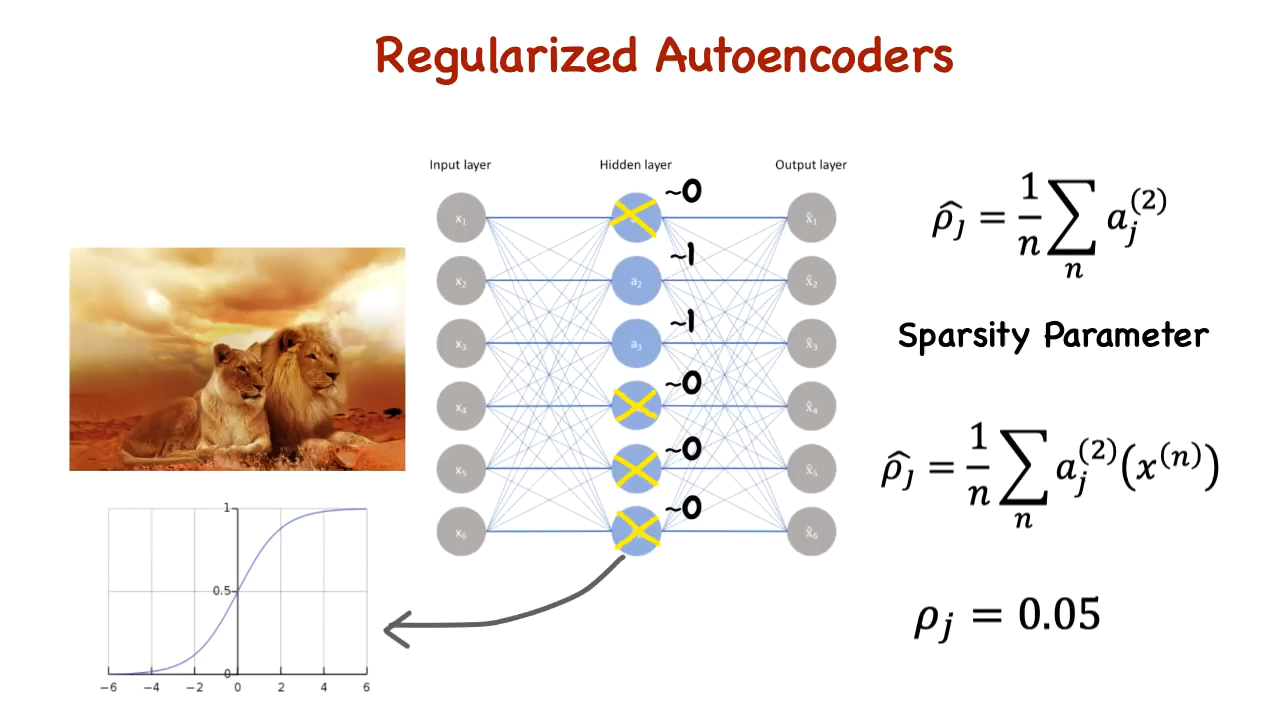 Regularized Autoencoders
Input layer
Hidden layer
Output layer
x₁
x₂
x₃
x₄
x₅
x₆
~0
~1
a₂
~1
a₃
~0
~0
~0
x̂₁
x̂₂
x̂₃
x̂₄
x̂₅
x̂₆
ρ̂ⱼ = 1/n ∑ₙ aⱼ⁽²⁾
Sparsity Parameter
ρ̂ⱼ = 1/n ∑ₙ aⱼ⁽²⁾(x⁽ⁿ⁾)
ρⱼ = 0.05
1
0.5
0
−6 −4 −2 0 2 4 6